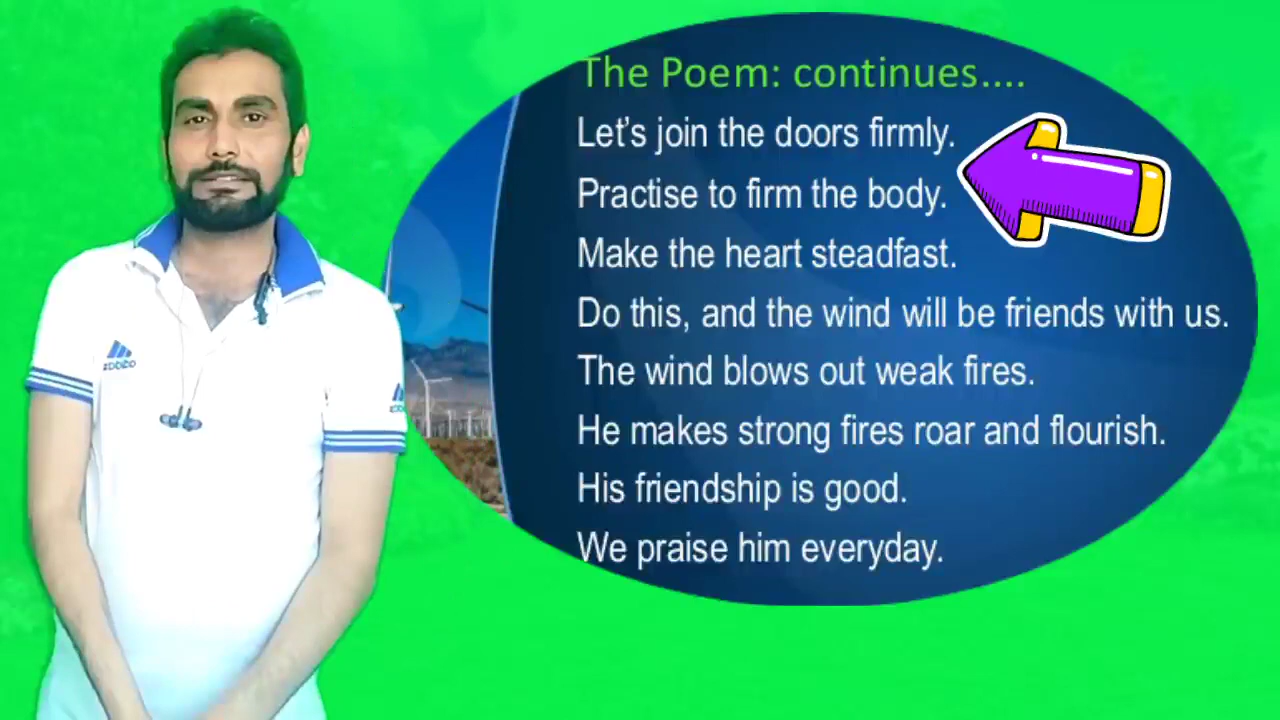 The Poem: continues....
Let's join the doors firmly.
Practise to firm the body.
Make the heart steadfast.
Do this, and the wind will be friends with us.
The wind blows out weak fires.
He makes strong fires roar and flourish.
His friendship is good.
We praise him everyday.